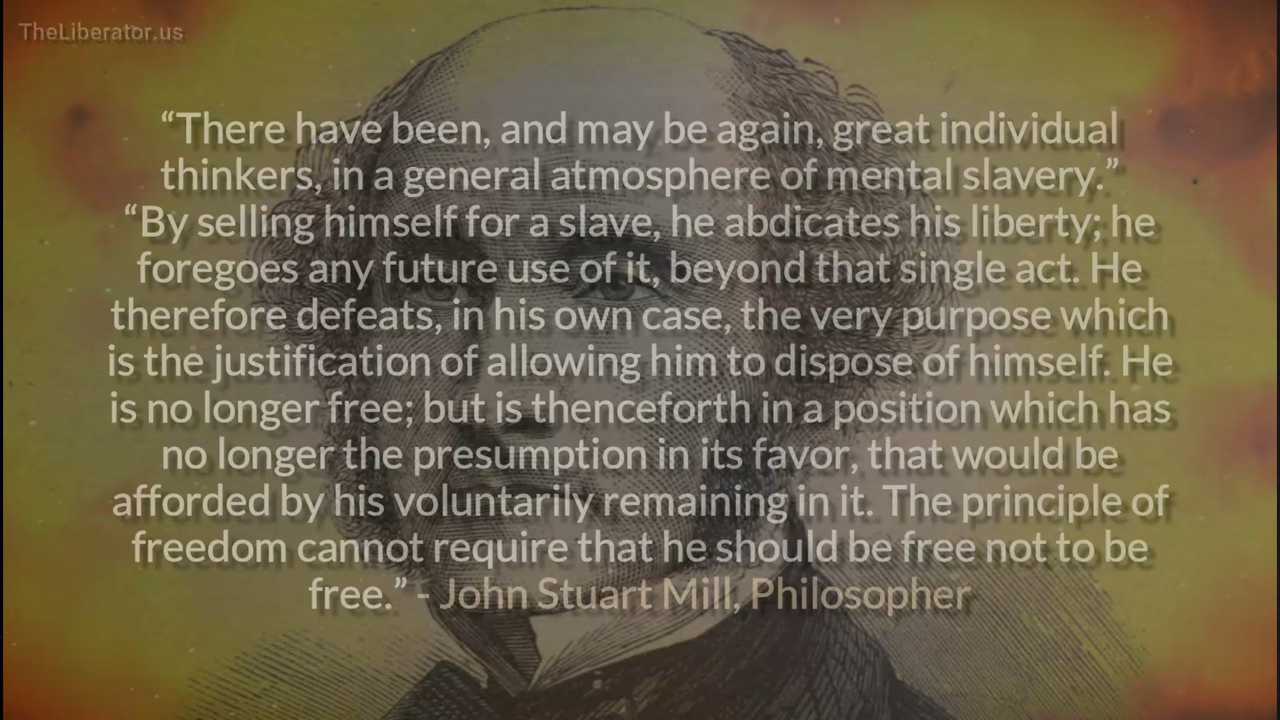 TheLiberator.us
“There have been, and may be again, great individual
thinkers, in a general atmosphere of mental slavery.”
“By selling himself for a slave, he abdicates his liberty; he
foregoes any future use of it, beyond that single act. He
therefore defeats, in his own case, the very purpose which
is the justification of allowing him to dispose of himself. He
is no longer free; but is thenceforth in a position which has
no longer the presumption in its favor, that would be
afforded by his voluntarily remaining in it. The principle of
freedom cannot require that he should be free not to be
free.” - John Stuart Mill, Philosopher